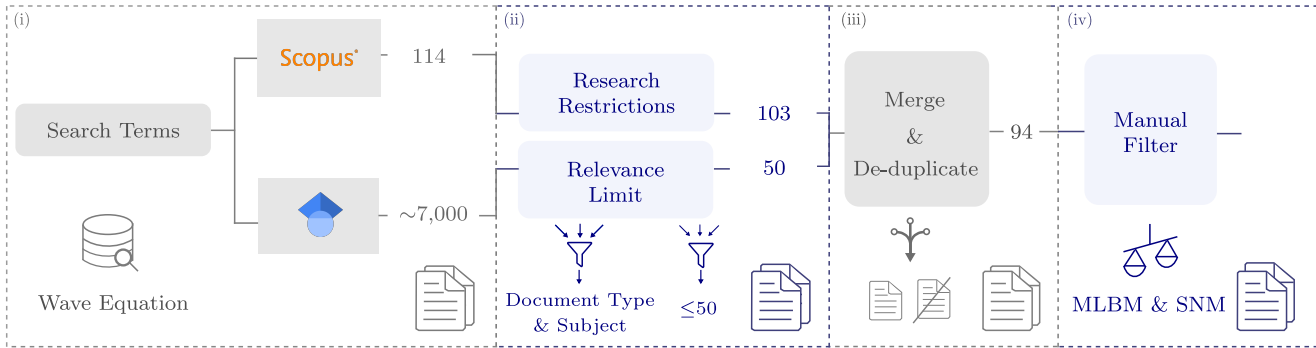 (i)
Search Terms
Scopus
114
~7,000
Wave Equation
(ii)
Research
Restrictions
103
Relevance
Limit
50
Document Type
& Subject
≤50
(iii)
Merge
&
De-duplicate
94
(iv)
Manual
Filter
MLBM & SNM